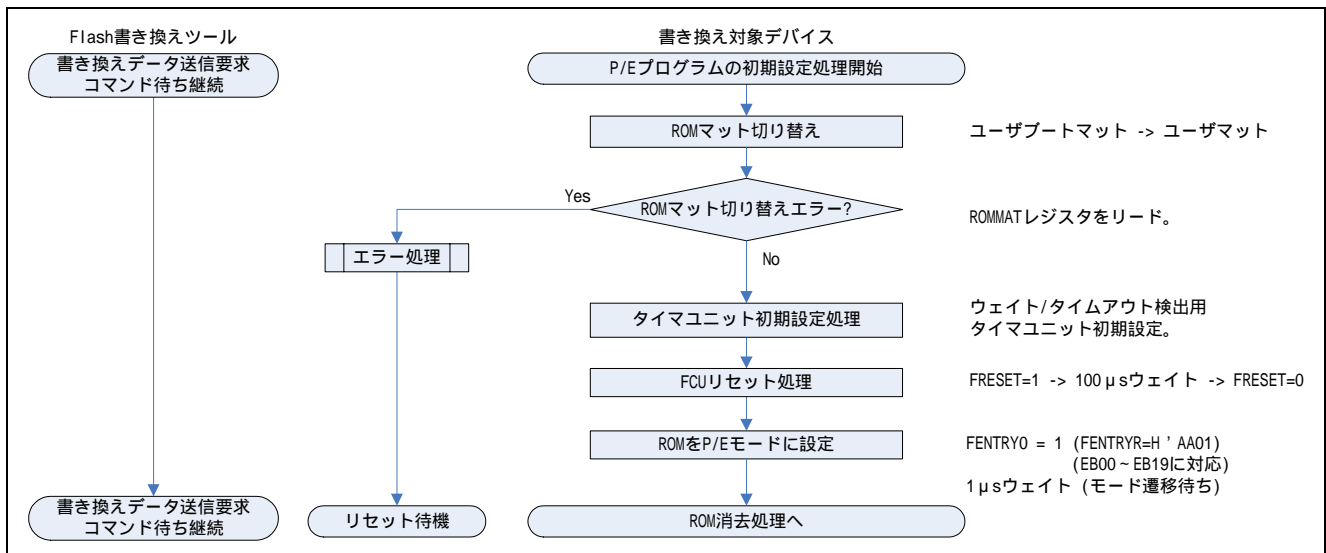 Flash書き換えツール
書き換え対象デバイス
書き換えデータ送信要求
コマンド待ち継続
P/Eプログラムの初期設定処理開始
ROMマット切り替え
ユーザブートマット -> ユーザマット
Yes
ROMマット切り替えエラー?
ROMMATレジスタをリード。
エラー処理
No
タイマユニット初期設定処理
ウェイト/タイムアウト検出用
タイマユニット初期設定。
FCUリセット処理
FRESET=1 -> 100μsウェイト -> FRESET=0
ROMをP/Eモードに設定
FENTRY0 = 1 (FENTRYR=H'AA01)
(EB00~EB19に対応)
1μsウェイト (モード遷移待ち)
書き換えデータ送信要求
コマンド待ち継続
リセット待機
ROM消去処理へ